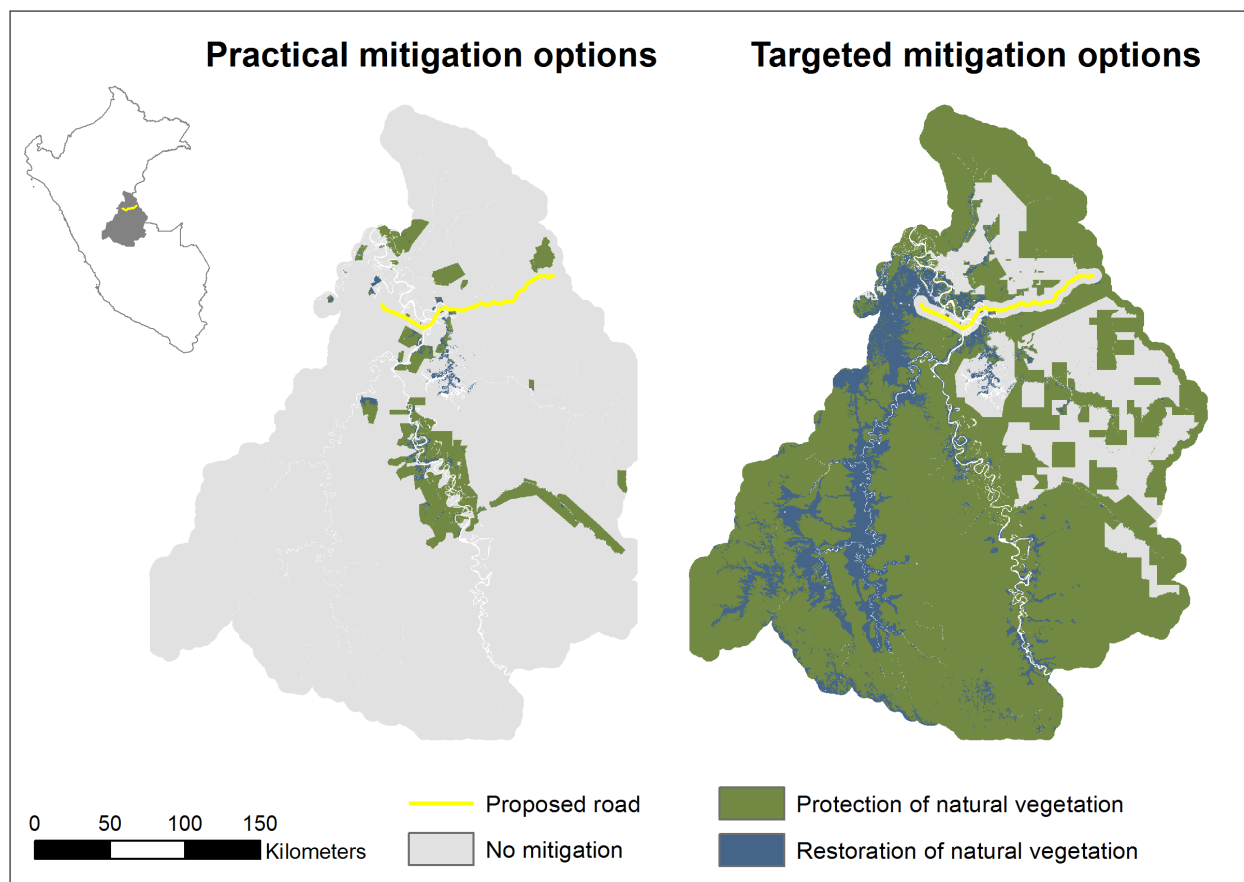 Practical mitigation options
Targeted mitigation options
Proposed road
No mitigation
Protection of natural vegetation
Restoration of natural vegetation
0 50 100 150
Kilometers